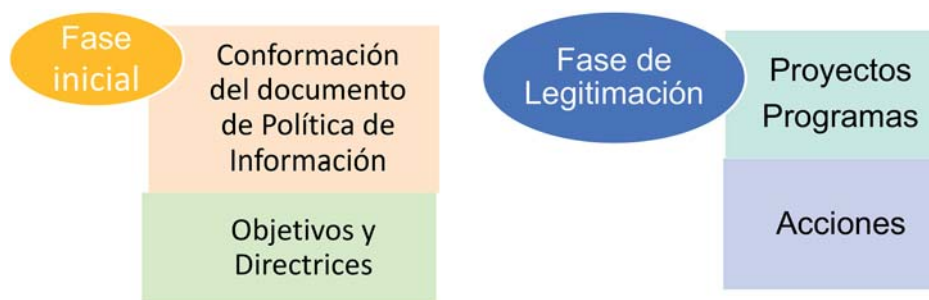 Fase
inicial
Conformación
del documento
de Política de
Información
Objetivos y
Directrices
Fase de
Legitimación
Proyectos
Programas
Acciones